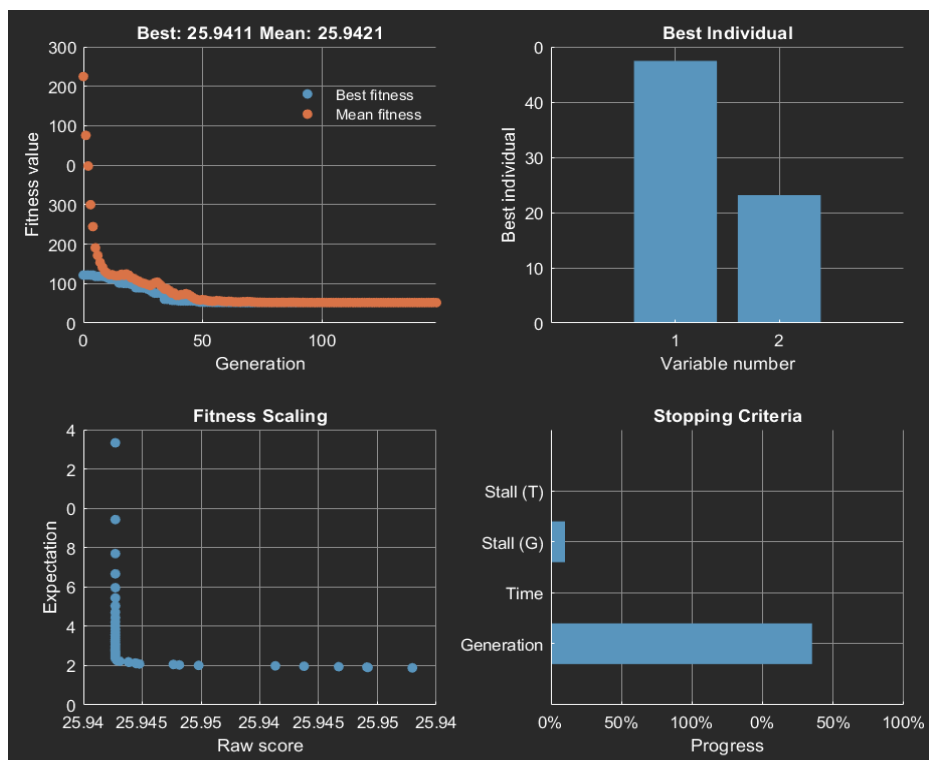 Best: 25.9411 Mean: 25.9421
300
200
100
0
300
200
100
0
Fitness value
Best fitness
Mean fitness
0 50 100
Generation
Best Individual
0
40
30
20
10
0
Best individual
1 2
Variable number
Fitness Scaling
4
2
0
8
6
4
2
0
Expectation
25.94 25.945 25.95 25.94 25.945 25.95 25.94
Raw score
Stopping Criteria
Stall (T)
Stall (G)
Time
Generation
0% 50% 100% 0% 50% 100%
Progress